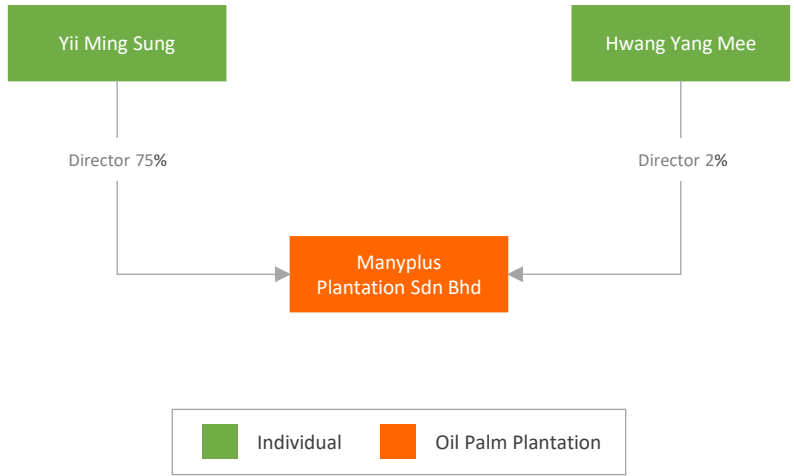 Yii Ming Sung
Hwang Yang Mee
Director 75%
Director 2%
Manyplus
Plantation Sdn Bhd
Individual
Oil Palm Plantation